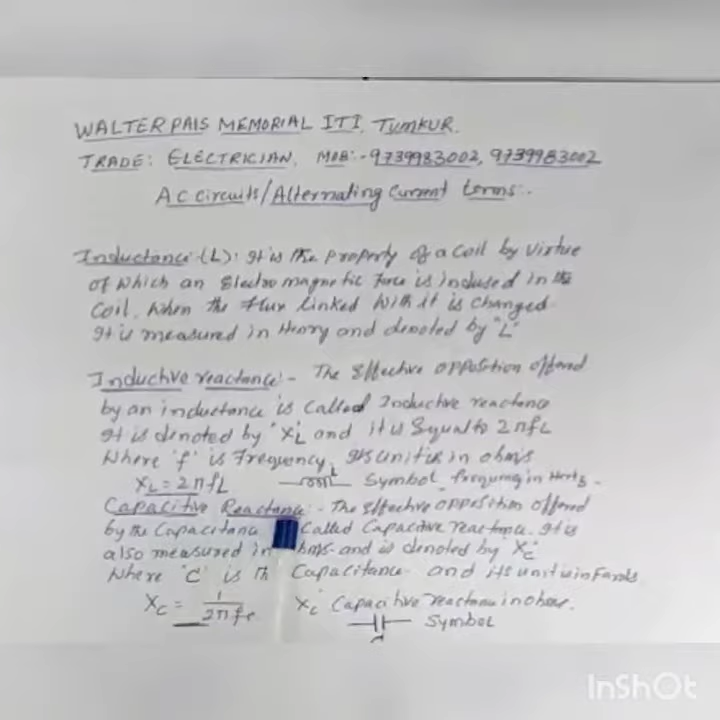 WALTER PAIS MEMORIAL ITI, TUMKUR.
TRADE: ELECTRICIAN, MOB:-9739983002, 9739983002
AC circuits/Alternating Current terms:-
Inductance (L): It is the property of a coil by virtue
of which an Electro magnetic Force is induced in the
coil, when the flux linked with it is changed
It is measured in Henry and denoted by "L"
Inductive reactance:- The Effective opposition offered
by an inductance is called Inductive reactance
It is denoted by "XL" and it is Equal to 2πfL
Where 'f' is Frequency, its unit is in ohms
XL = 2πfL L Symbol frequency in Hertz.
Capacitive Reactance:- The Effective opposition offered
by the Capacitance Called Capacitive reactance. It is
also measured in ohms and is denoted by "Xc"
Where 'C' is the Capacitance and its unit is in Farads
Xc = 1/2πfc Xc Capacitive reactance in ohms.
Symbol
c
InShOt